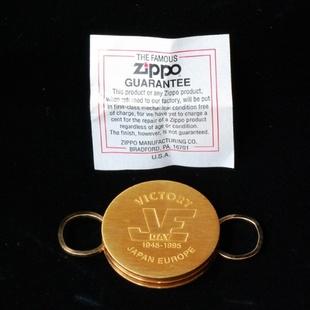 THE FAMOUS
Zippo
GUARANTEE
This product or any Zippo product,
when returned to our factory, will be put
in first-class mechanical condition free
of charge, for we have yet to charge a
cent for the repair of a Zippo product
regardless of age or condition.
The finish, however, is not guaranteed.
ZIPPO MANUFACTURING CO.
BRADFORD, PA. 16701
U.S.A.
VICTORY
VE
DAY
1945-1995
JAPAN EUROPE